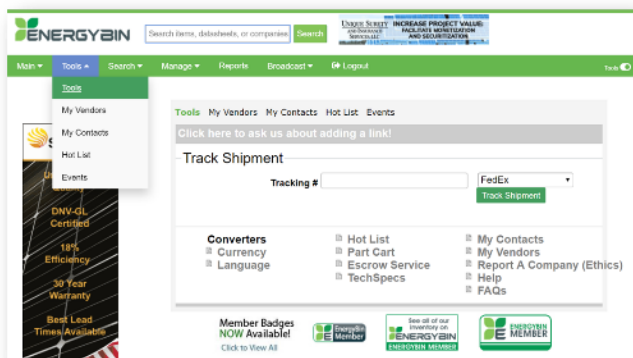 ENERGYBIN
Search items, datasheets, or companies
Search
UNIQUE SURETY
AND INSURANCE
SERVICES, LLC
INCREASE PROJECT VALUE:
FACILITATE MONETIZATION
AND SECURITIZATION
Main Tools Search Manage Reports Broadcast Logout
Tools
Tools
My Vendors
My Contacts
Hot List
Events
Tools My Vendors My Contacts Hot List Events
Click here to ask us about adding a link!
Track Shipment
Tracking #
FedEx
Track Shipment
Quality
DNV-GL
Certified
18%
Efficiency
30 Year
Warranty
Best Lead
Times Available
Converters
Currency
Language
Hot List
Part Cart
Escrow Service
TechSpecs
My Contacts
My Vendors
Report A Company (Ethics)
Help
FAQs
Member Badges
NOW Available!
Click to View All
EnergyBin
Member
See all of our
inventory on
ENERGYBIN
ENERGYBIN MEMBER
ENERGYBIN
MEMBER